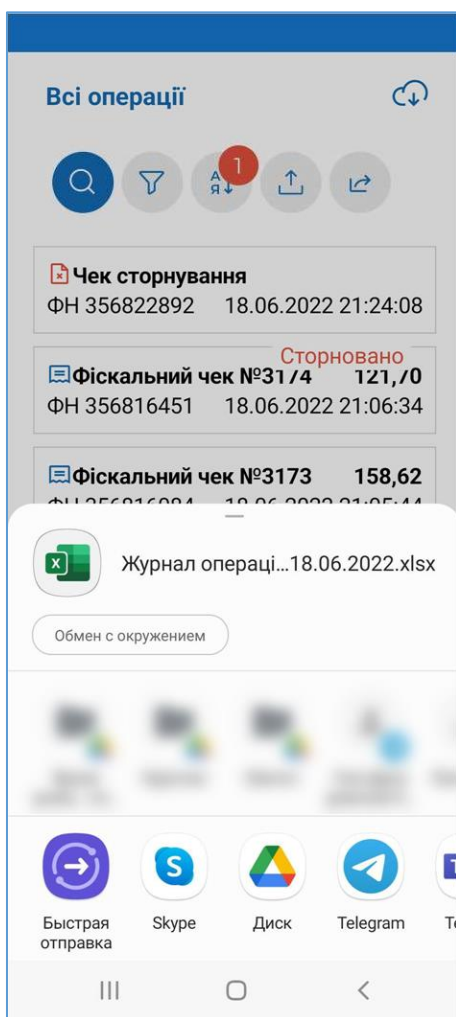 Всі операції
А
Я
1
Чек сторнування
ФН 356822892 18.06.2022 21:24:08
Сторновано
Фіскальний чек №3174 121,70
ФН 356816451 18.06.2022 21:06:34
Фіскальний чек №3173 158,62
Журнал операці...18.06.2022.xlsx
Обмен с окружением
Быстрая отправка
Skype
Диск
Telegram